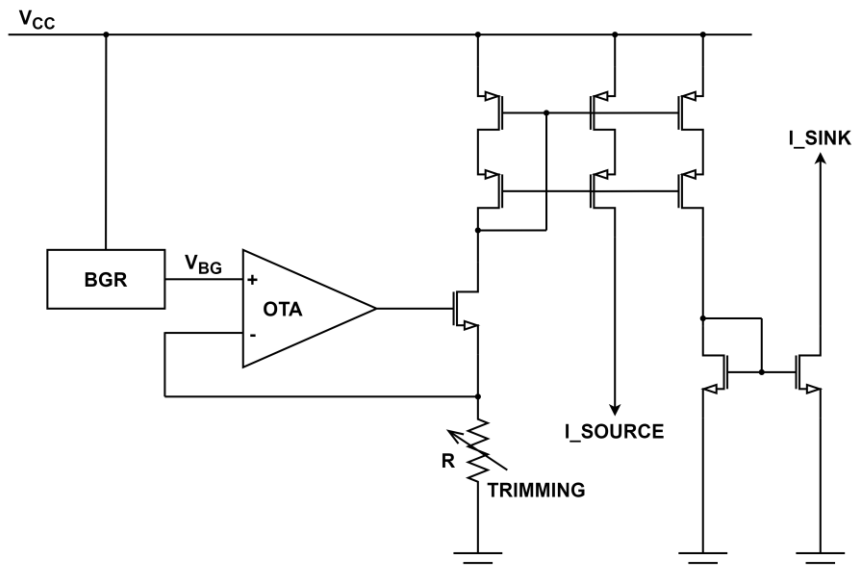 VCC
I_SINK
BGR
VBG
+
OTA
-
I_SOURCE
R
TRIMMING